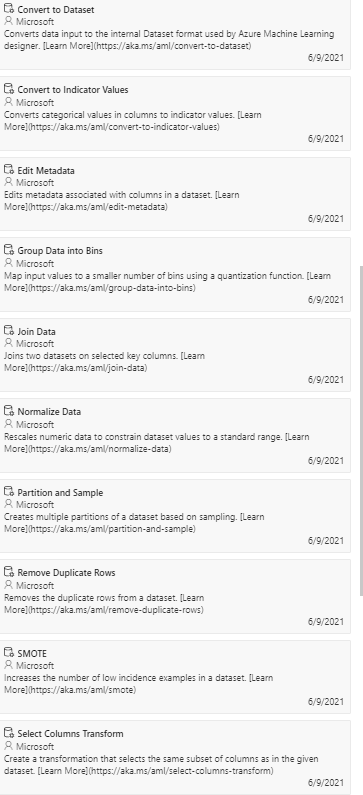 Convert to Dataset
Microsoft
Converts data input to the internal Dataset format used by Azure Machine Learning
designer. [Learn More](https://aka.ms/aml/convert-to-dataset)
6/9/2021
Convert to Indicator Values
Microsoft
Converts categorical values in columns to indicator values. [Learn
More](https://aka.ms/aml/convert-to-indicator-values)
6/9/2021
Edit Metadata
Microsoft
Edits metadata associated with columns in a dataset. [Learn
More](https://aka.ms/aml/edit-metadata)
6/9/2021
Group Data into Bins
Microsoft
Map input values to a smaller number of bins using a quantization function. [Learn
More](https://aka.ms/aml/group-data-into-bins)
6/9/2021
Join Data
Microsoft
Joins two datasets on selected key columns. [Learn
More](https://aka.ms/aml/join-data)
6/9/2021
Normalize Data
Microsoft
Rescales numeric data to constrain dataset values to a standard range. [Learn
More](https://aka.ms/aml/normalize-data)
6/9/2021
Partition and Sample
Microsoft
Creates multiple partitions of a dataset based on sampling. [Learn
More](https://aka.ms/aml/partition-and-sample)
6/9/2021
Remove Duplicate Rows
Microsoft
Removes the duplicate rows from a dataset. [Learn
More](https://aka.ms/aml/remove-duplicate-rows)
6/9/2021
SMOTE
Microsoft
Increases the number of low incidence examples in a dataset. [Learn
More](https://aka.ms/aml/smote)
6/9/2021
Select Columns Transform
Microsoft
Create a transformation that selects the same subset of columns as in the given
dataset. [Learn More](https://aka.ms/aml/select-columns-transform)
6/9/2021